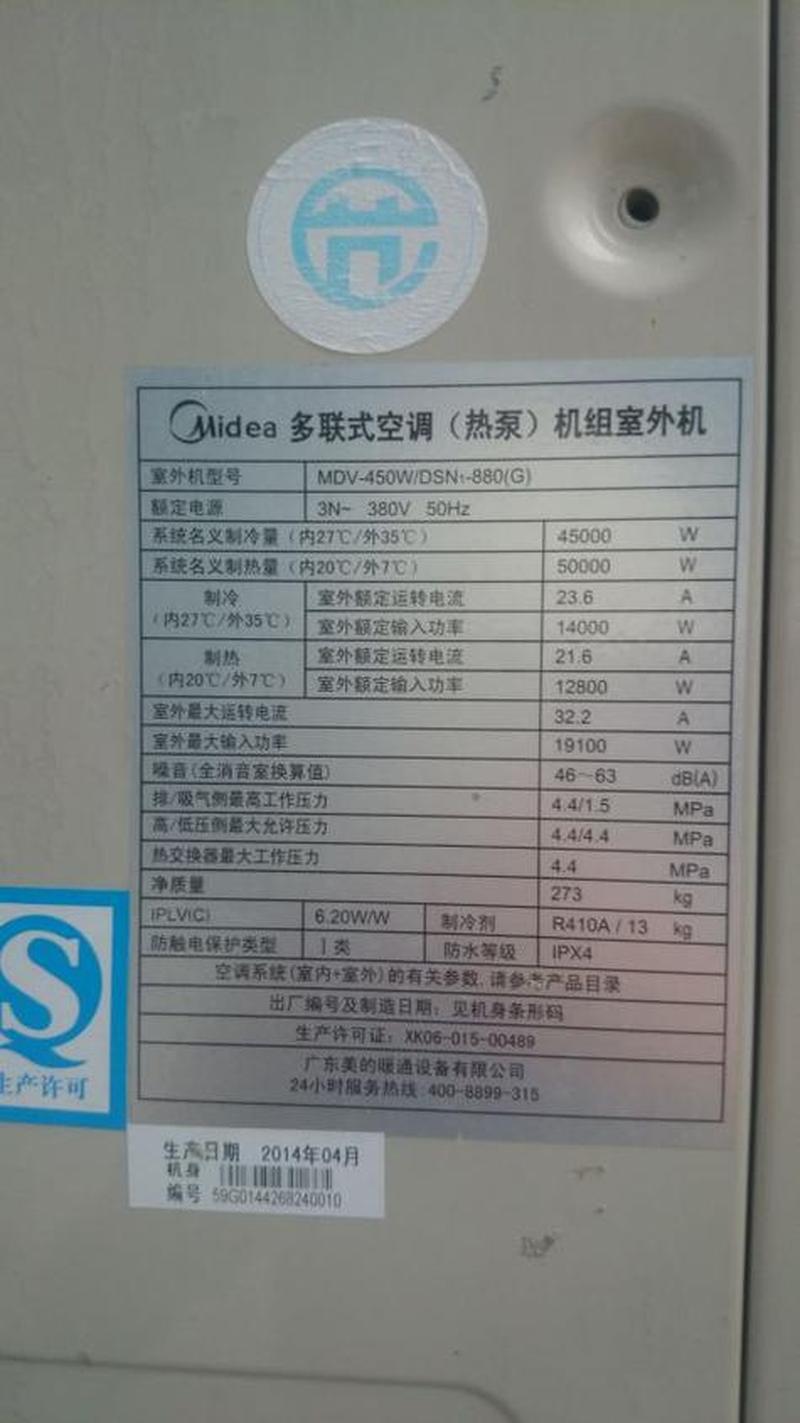 Midea 多联式空调（热泵）机组室外机
室外机型号 MDV-450W/DSN1-880(G)
额定电源 3N~ 380V 50Hz
系统名义制冷量（内27℃/外35℃） 45000 W
系统名义制热量（内20℃/外7℃） 50000 W
制冷
（内27℃/外35℃）
室外额定运转电流 23.6 A
室外额定输入功率 14000 W
制热
（内20℃/外7℃）
室外额定运转电流 21.6 A
室外额定输入功率 12800 W
室外最大运转电流 32.2 A
室外最大输入功率 19100 W
噪音(全消音室换算值) 46~63 dB(A)
排/吸气侧最高工作压力 4.4/1.5 MPa
高/低压侧最大允许压力 4.4/4.4 MPa
热交换器最大工作压力 4.4 MPa
净质量 273 kg
IPLV(C) 6.20W/W 制冷剂 R410A / 13 kg
防触电保护类型 I类 防水等级 IPX4
空调系统(室内+室外)的有关参数,请参考产品目录
出厂编号及制造日期：见机身条形码
生产许可证：XK06-015-00489
广东美的暖通设备有限公司
24小时服务热线:400-8899-315
生产许可
生产日期 2014年04月
机身
编号 59G0144268240010